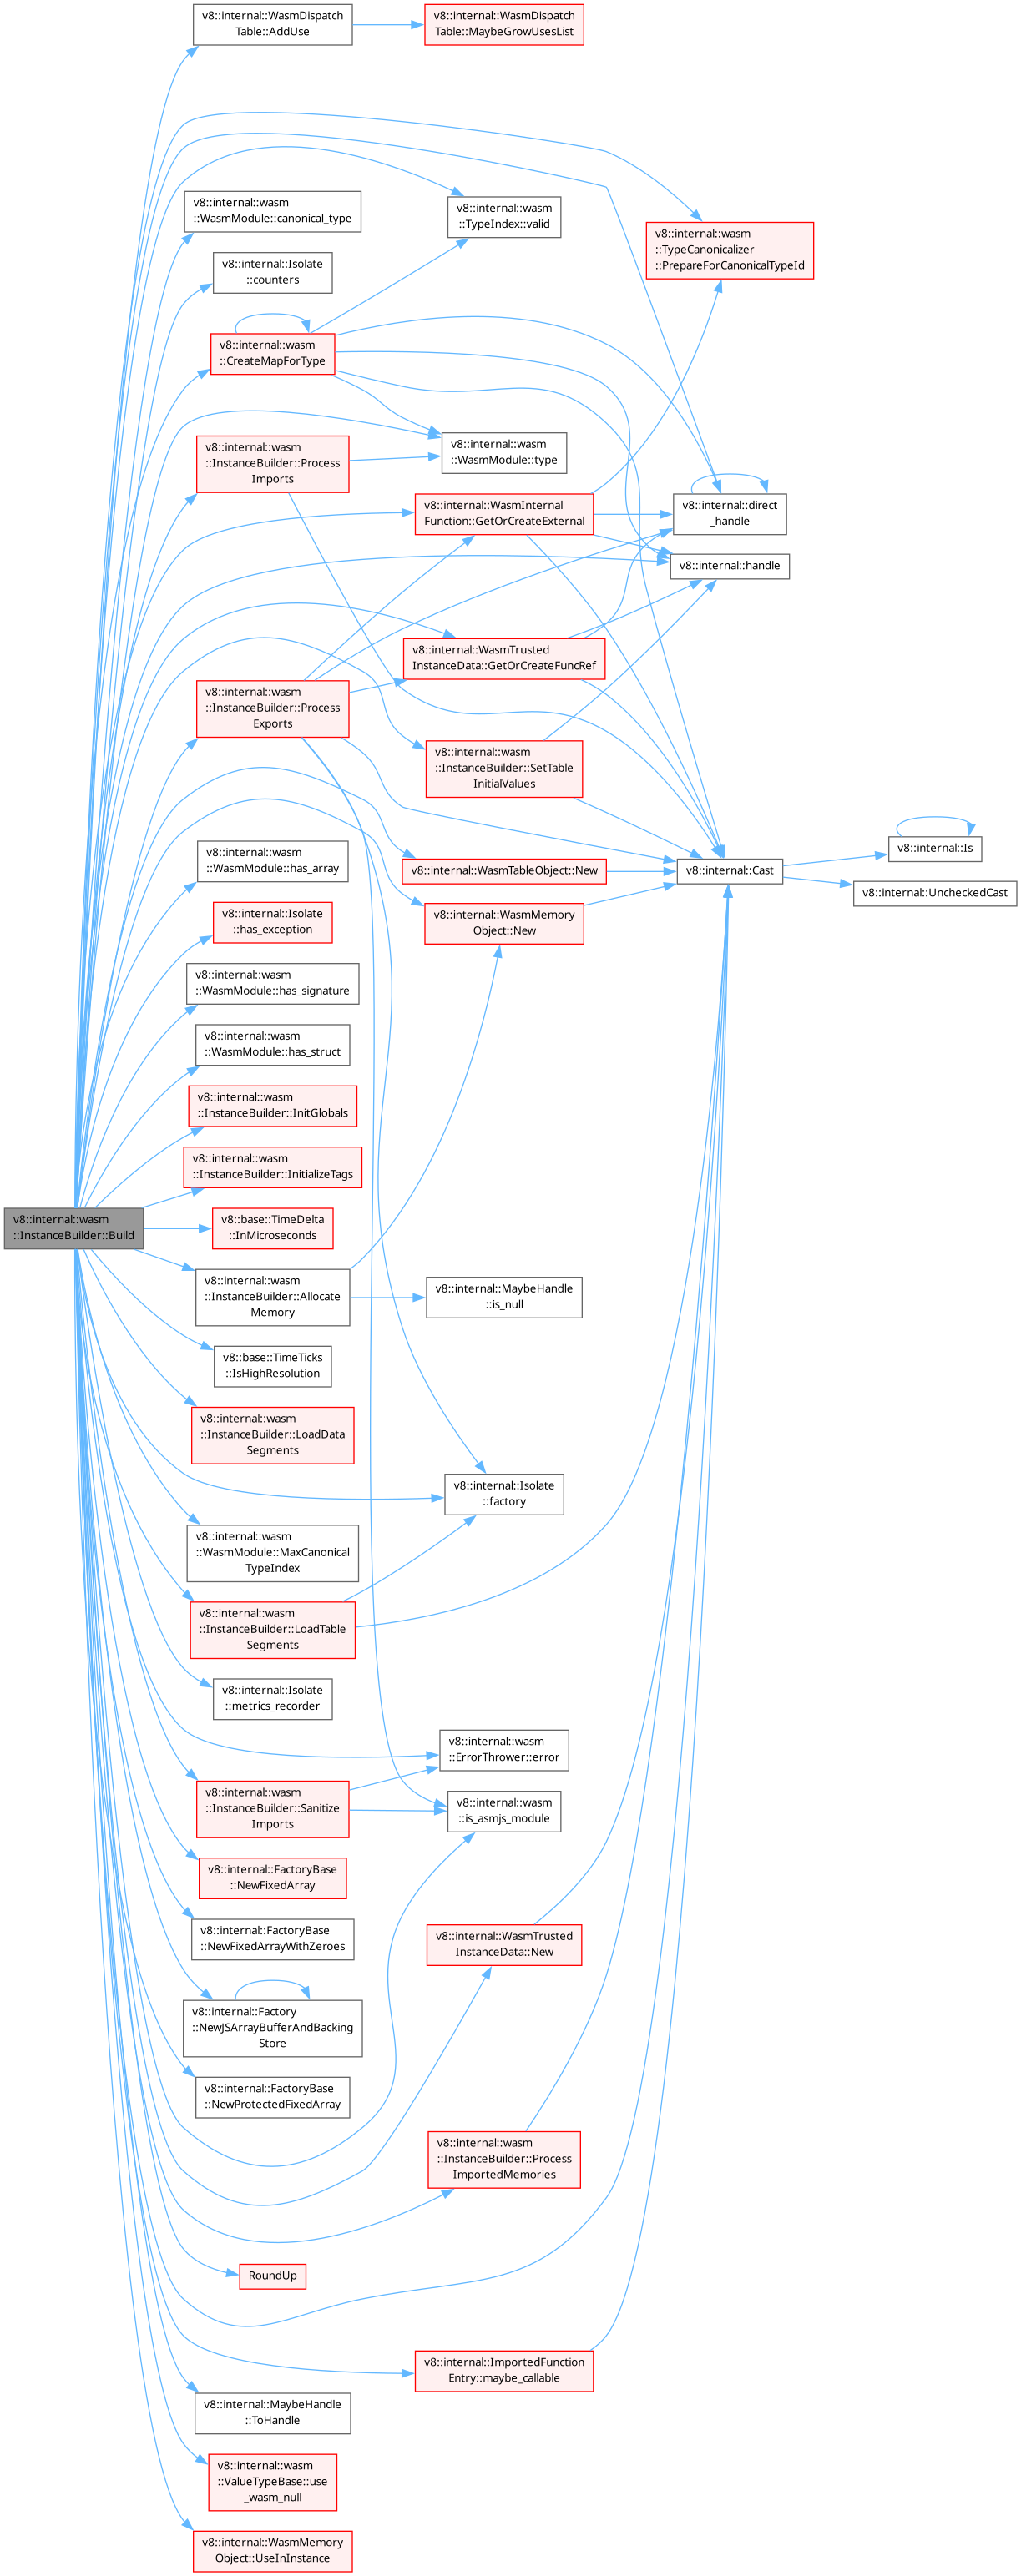 v8::internal::WasmDispatch
Table::AddUse
v8::internal::WasmDispatch
Table::MaybeGrowUsesList
v8::internal::wasm
::WasmModule::canonical_type
v8::internal::wasm
::TypeIndex::valid
v8::internal::wasm
::TypeCanonicalizer
::PrepareForCanonicalTypeId
v8::internal::Isolate
::counters
v8::internal::wasm
::CreateMapForType
v8::internal::wasm
::InstanceBuilder::Process
Imports
v8::internal::wasm
::WasmModule::type
v8::internal::WasmInternal
Function::GetOrCreateExternal
v8::internal::direct
_handle
v8::internal::handle
v8::internal::WasmTrusted
InstanceData::GetOrCreateFuncRef
v8::internal::wasm
::InstanceBuilder::Process
Exports
v8::internal::wasm
::InstanceBuilder::SetTable
InitialValues
v8::internal::wasm
::WasmModule::has_array
v8::internal::WasmTableObject::New
v8::internal::Cast
v8::internal::Is
v8::internal::UncheckedCast
v8::internal::Isolate
::has_exception
v8::internal::WasmMemory
Object::New
v8::internal::wasm
::WasmModule::has_signature
v8::internal::wasm
::WasmModule::has_struct
v8::internal::wasm
::InstanceBuilder::InitGlobals
v8::internal::wasm
::InstanceBuilder::InitializeTags
v8::internal::wasm
::InstanceBuilder::Build
v8::base::TimeDelta
::InMicroseconds
v8::internal::wasm
::InstanceBuilder::Allocate
Memory
v8::internal::MaybeHandle
::is_null
v8::base::TimeTicks
::IsHighResolution
v8::internal::wasm
::InstanceBuilder::LoadData
Segments
v8::internal::Isolate
::factory
v8::internal::wasm
::WasmModule::MaxCanonical
TypeIndex
v8::internal::wasm
::InstanceBuilder::LoadTable
Segments
v8::internal::Isolate
::metrics_recorder
v8::internal::wasm
::ErrorThrower::error
v8::internal::wasm
::InstanceBuilder::Sanitize
Imports
v8::internal::wasm
::is_asmjs_module
v8::internal::FactoryBase
::NewFixedArray
v8::internal::FactoryBase
::NewFixedArrayWithZeroes
v8::internal::WasmTrusted
InstanceData::New
v8::internal::Factory
::NewJSArrayBufferAndBacking
Store
v8::internal::FactoryBase
::NewProtectedFixedArray
v8::internal::wasm
::InstanceBuilder::Process
ImportedMemories
RoundUp
v8::internal::ImportedFunction
Entry::maybe_callable
v8::internal::MaybeHandle
::ToHandle
v8::internal::wasm
::ValueTypeBase::use
_wasm_null
v8::internal::WasmMemory
Object::UseInInstance